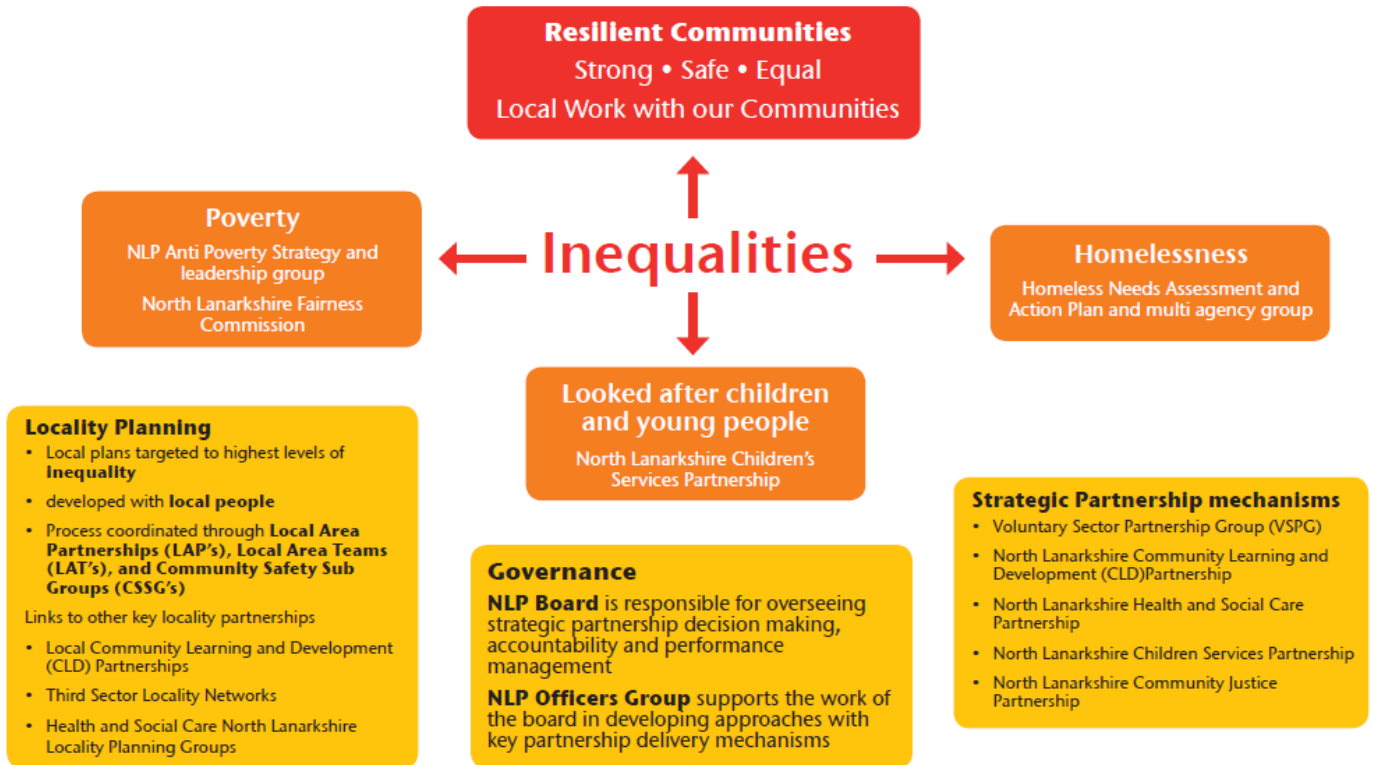 Resilient Communities
Strong • Safe • Equal
Local Work with our Communities
Poverty
NLP Anti Poverty Strategy and
leadership group
North Lanarkshire Fairness
Commission
Inequalities
Homelessness
Homeless Needs Assessment and
Action Plan and multi agency group
Looked after children
and young people
North Lanarkshire Children's
Services Partnership
Locality Planning
• Local plans targeted to highest levels of
inequality
• developed with local people
• Process coordinated through Local Area
Partnerships (LAP's), Local Area Teams
(LAT's), and Community Safety Sub
Groups (CSSG's)
Links to other key locality partnerships
• Local Community Learning and Development
(CLD) Partnerships
• Third Sector Locality Networks
• Health and Social Care North Lanarkshire
Locality Planning Groups
Governance
NLP Board is responsible for overseeing
strategic partnership decision making,
accountability and performance
management
NLP Officers Group supports the work of
the board in developing approaches with
key partnership delivery mechanisms
Strategic Partnership mechanisms
• Voluntary Sector Partnership Group (VSPG)
• North Lanarkshire Community Learning and
Development (CLD)Partnership
• North Lanarkshire Health and Social Care
Partnership
• North Lanarkshire Children Services Partnership
• North Lanarkshire Community Justice
Partnership